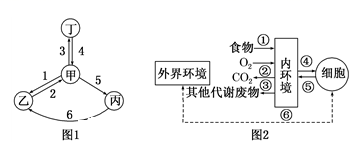 丁
3 4
甲
1 2 5
乙 丙
6
图1
食物 ①
O₂
CO₂ ②
其他代谢废物 ③
外界环境
内环境
④
⑤
细胞
⑥
图2